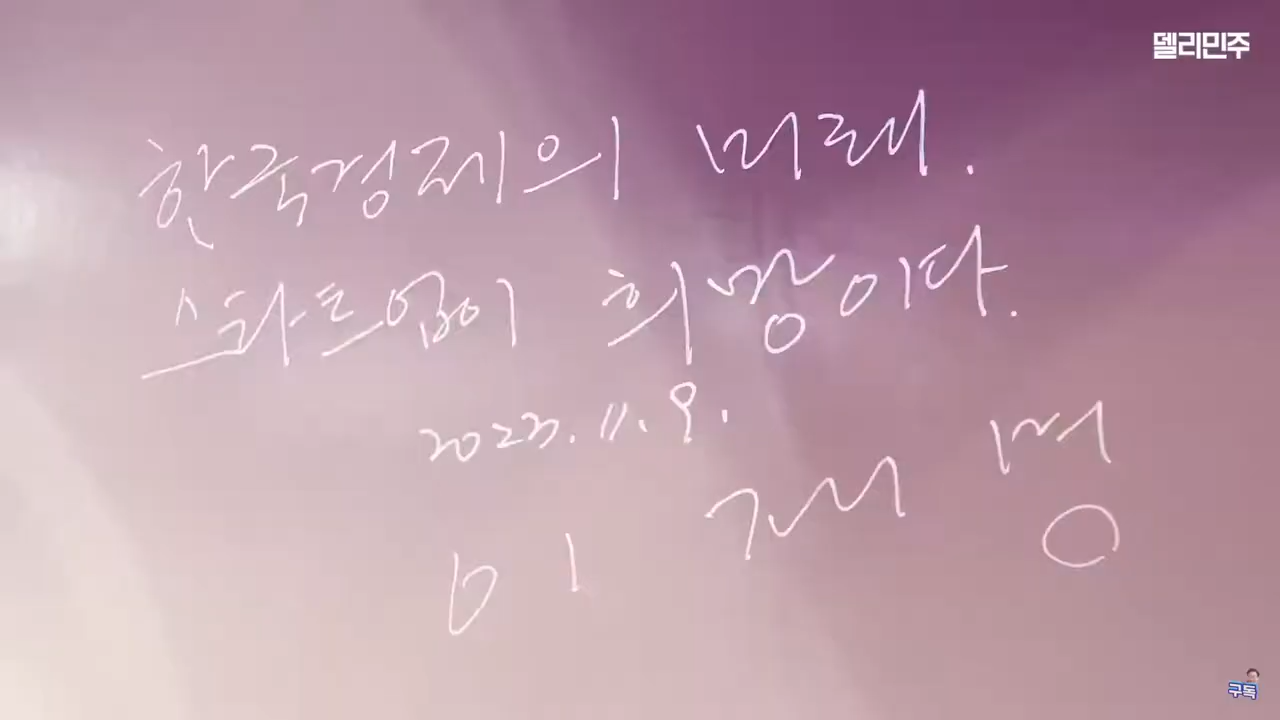 델리민주
한국경제의 미래.
스타트업이 희망이다.
2023. 11. 9.
이 재 명
구독